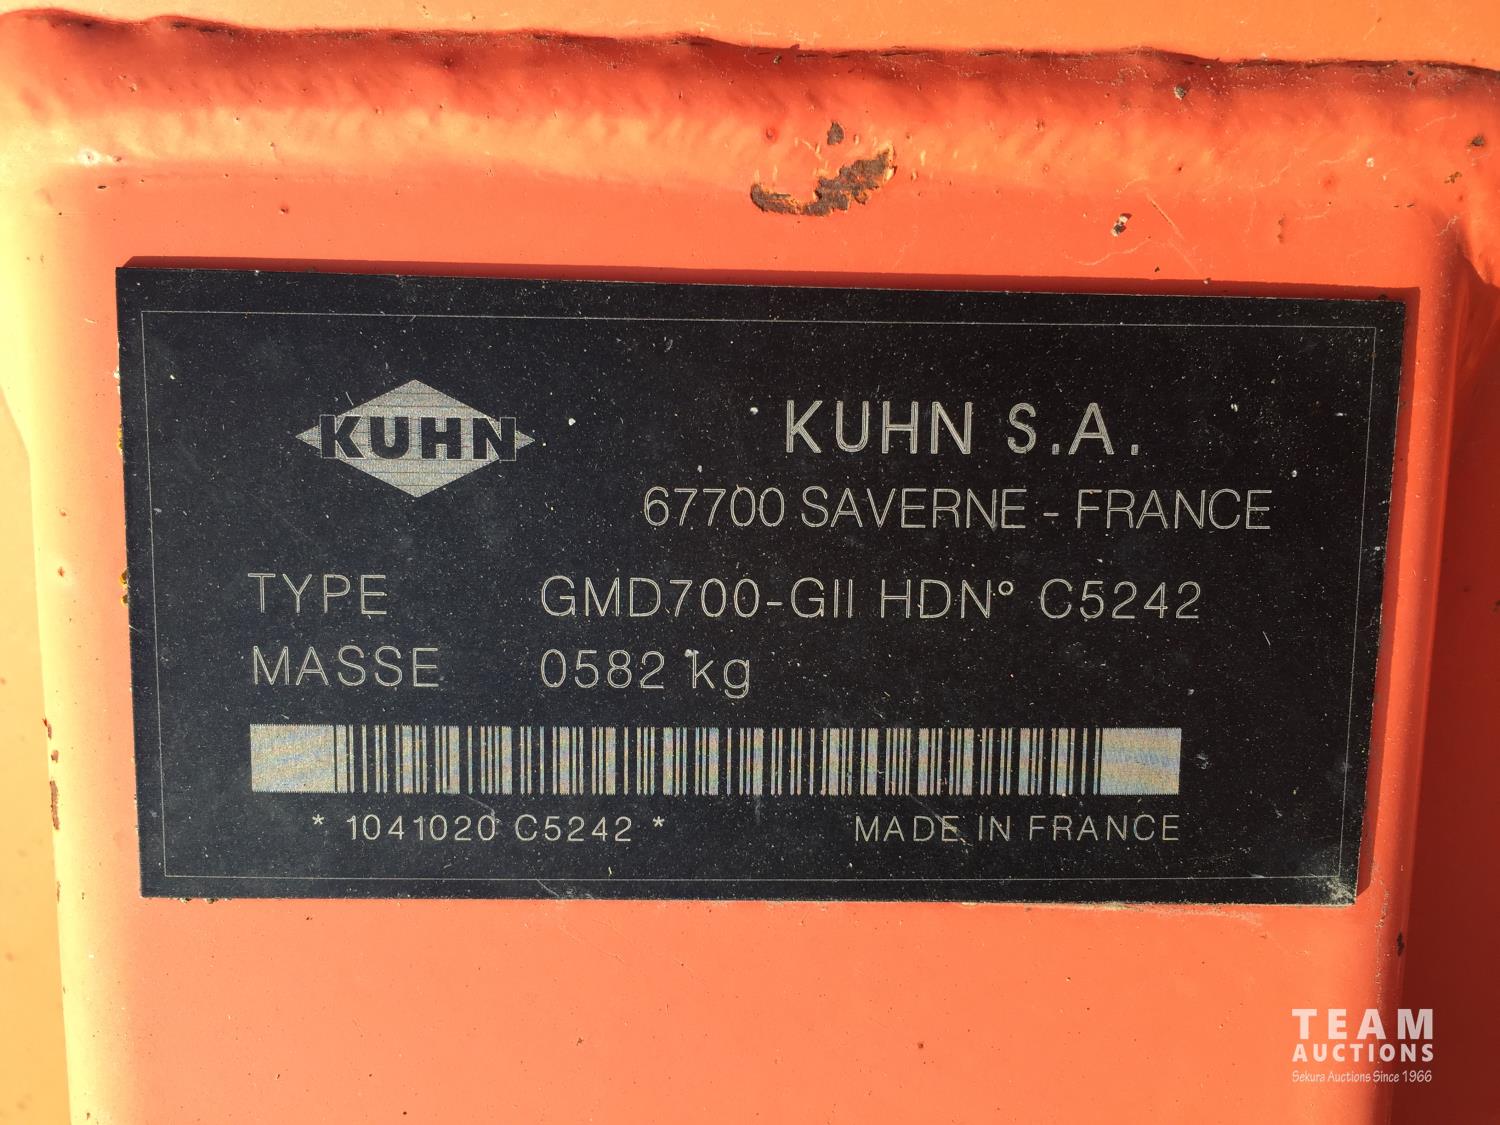 KUHN
KUHN S.A.
67700 SAVERNE - FRANCE
TYPE GMD700-GII HDN° C5242
MASSE 0582 kg
* 1041020 C5242 * MADE IN FRANCE
TEAM
AUCTIONS
Sekura Auctions Since 1966